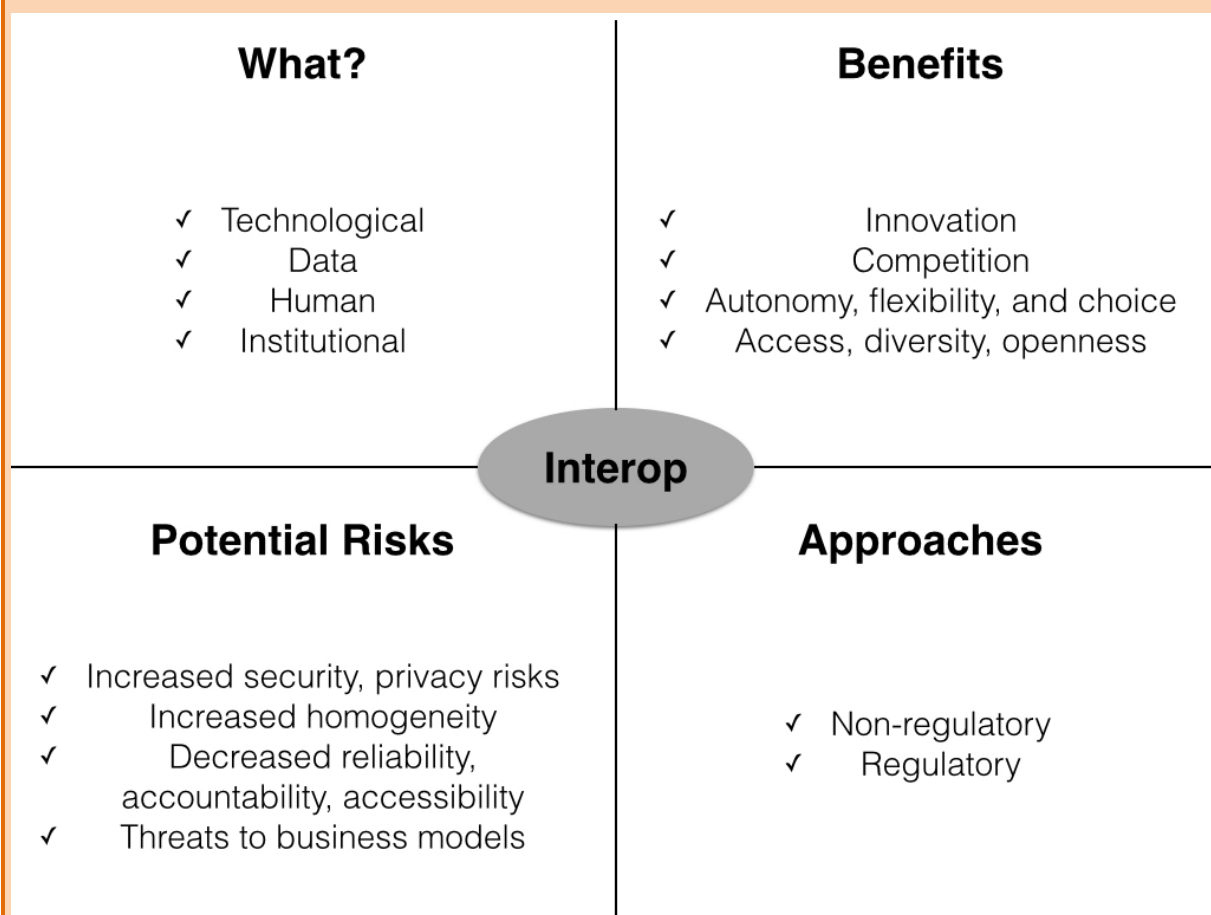 What?
✓ Technological
✓ Data
✓ Human
✓ Institutional
Benefits
✓ Innovation
✓ Competition
✓ Autonomy, flexibility, and choice
✓ Access, diversity, openness
Interop
Potential Risks
✓ Increased security, privacy risks
✓ Increased homogeneity
✓ Decreased reliability,
accountability, accessibility
✓ Threats to business models
Approaches
✓ Non-regulatory
✓ Regulatory